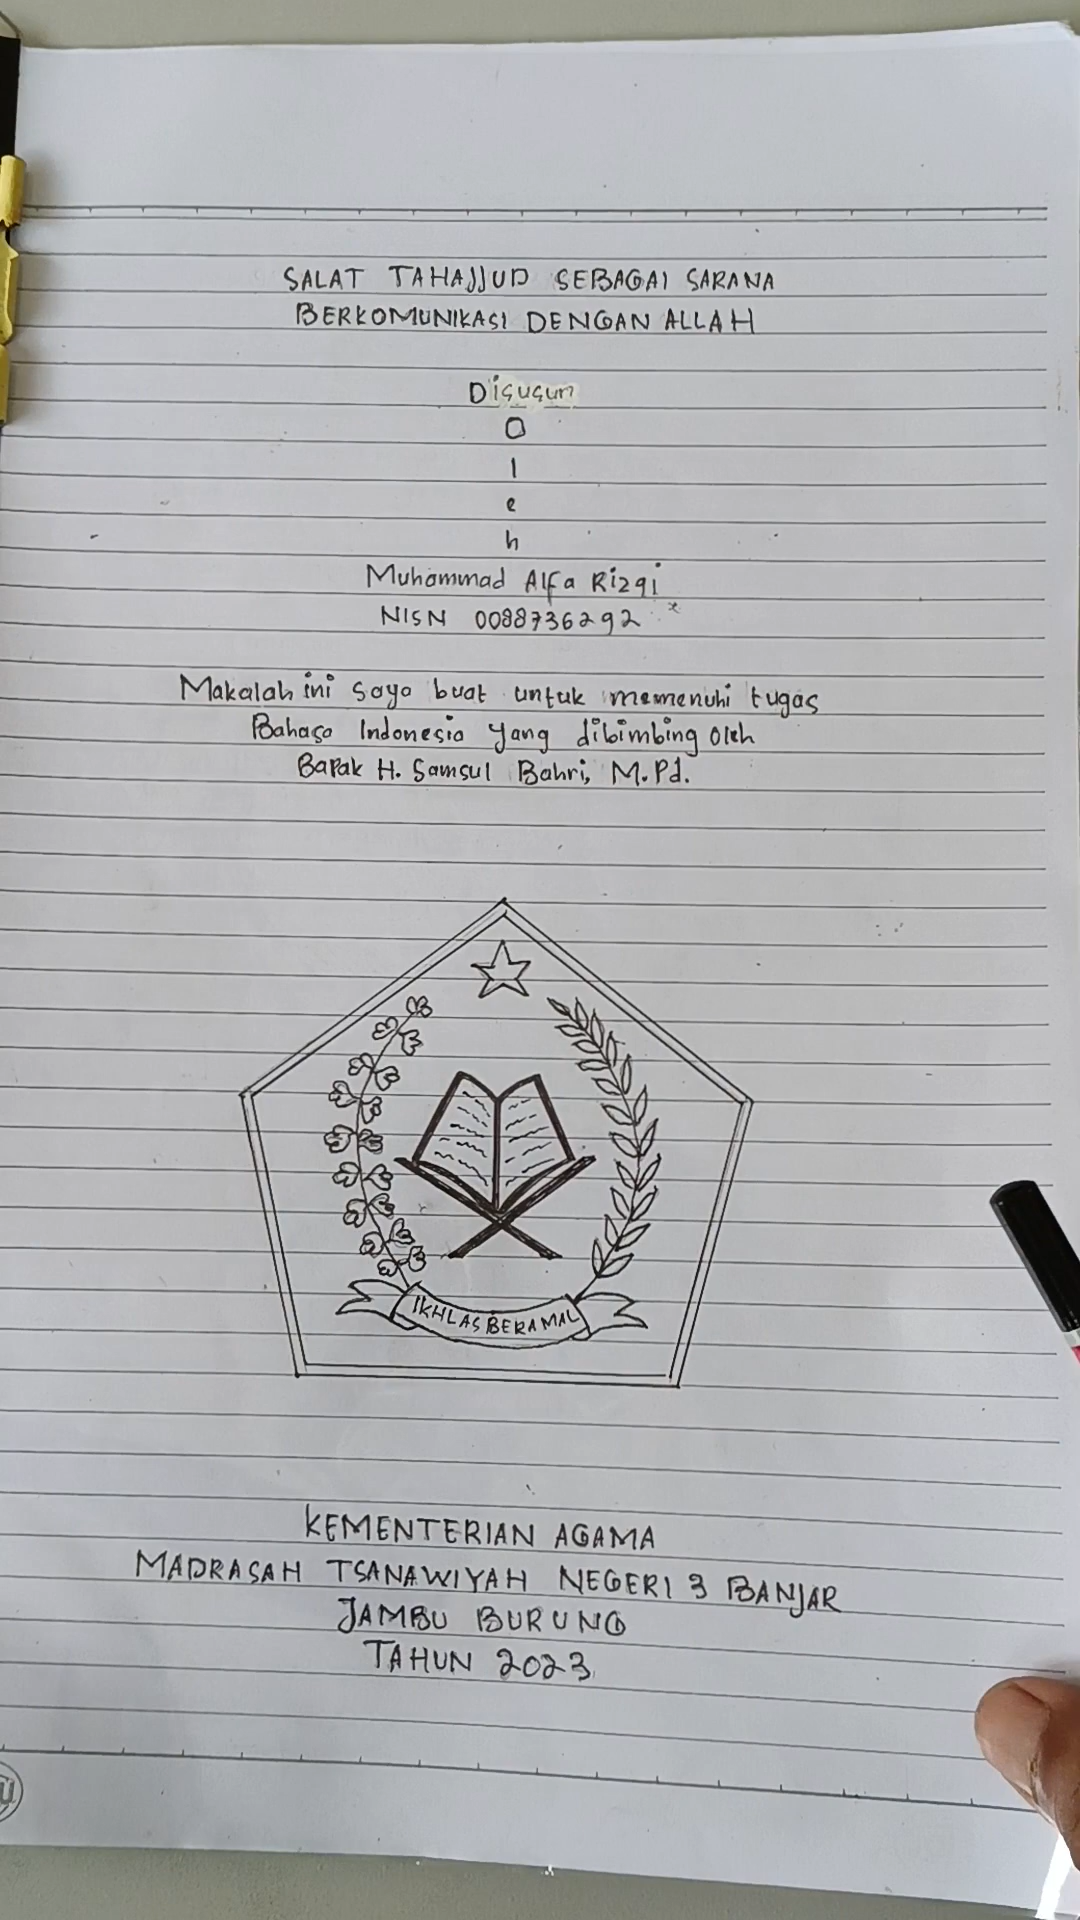 SALAT TAHAJJUD SEBAGAI SARANA
BERKOMUNIKASI DENGAN ALLAH
Disusun
O
l
e
h
Muhammad Alfa Rizqi
NISN 0088736292
Makalah ini saya buat untuk memenuhi tugas
Bahasa Indonesia yang dibimbing oleh
Bapak H. Samsul Bahri, M.Pd.
IKHLAS BERAMAL
KEMENTERIAN AGAMA
MADRASAH TSANAWIYAH NEGERI 3 BANJAR
JAMBU BURUNG
TAHUN 2023